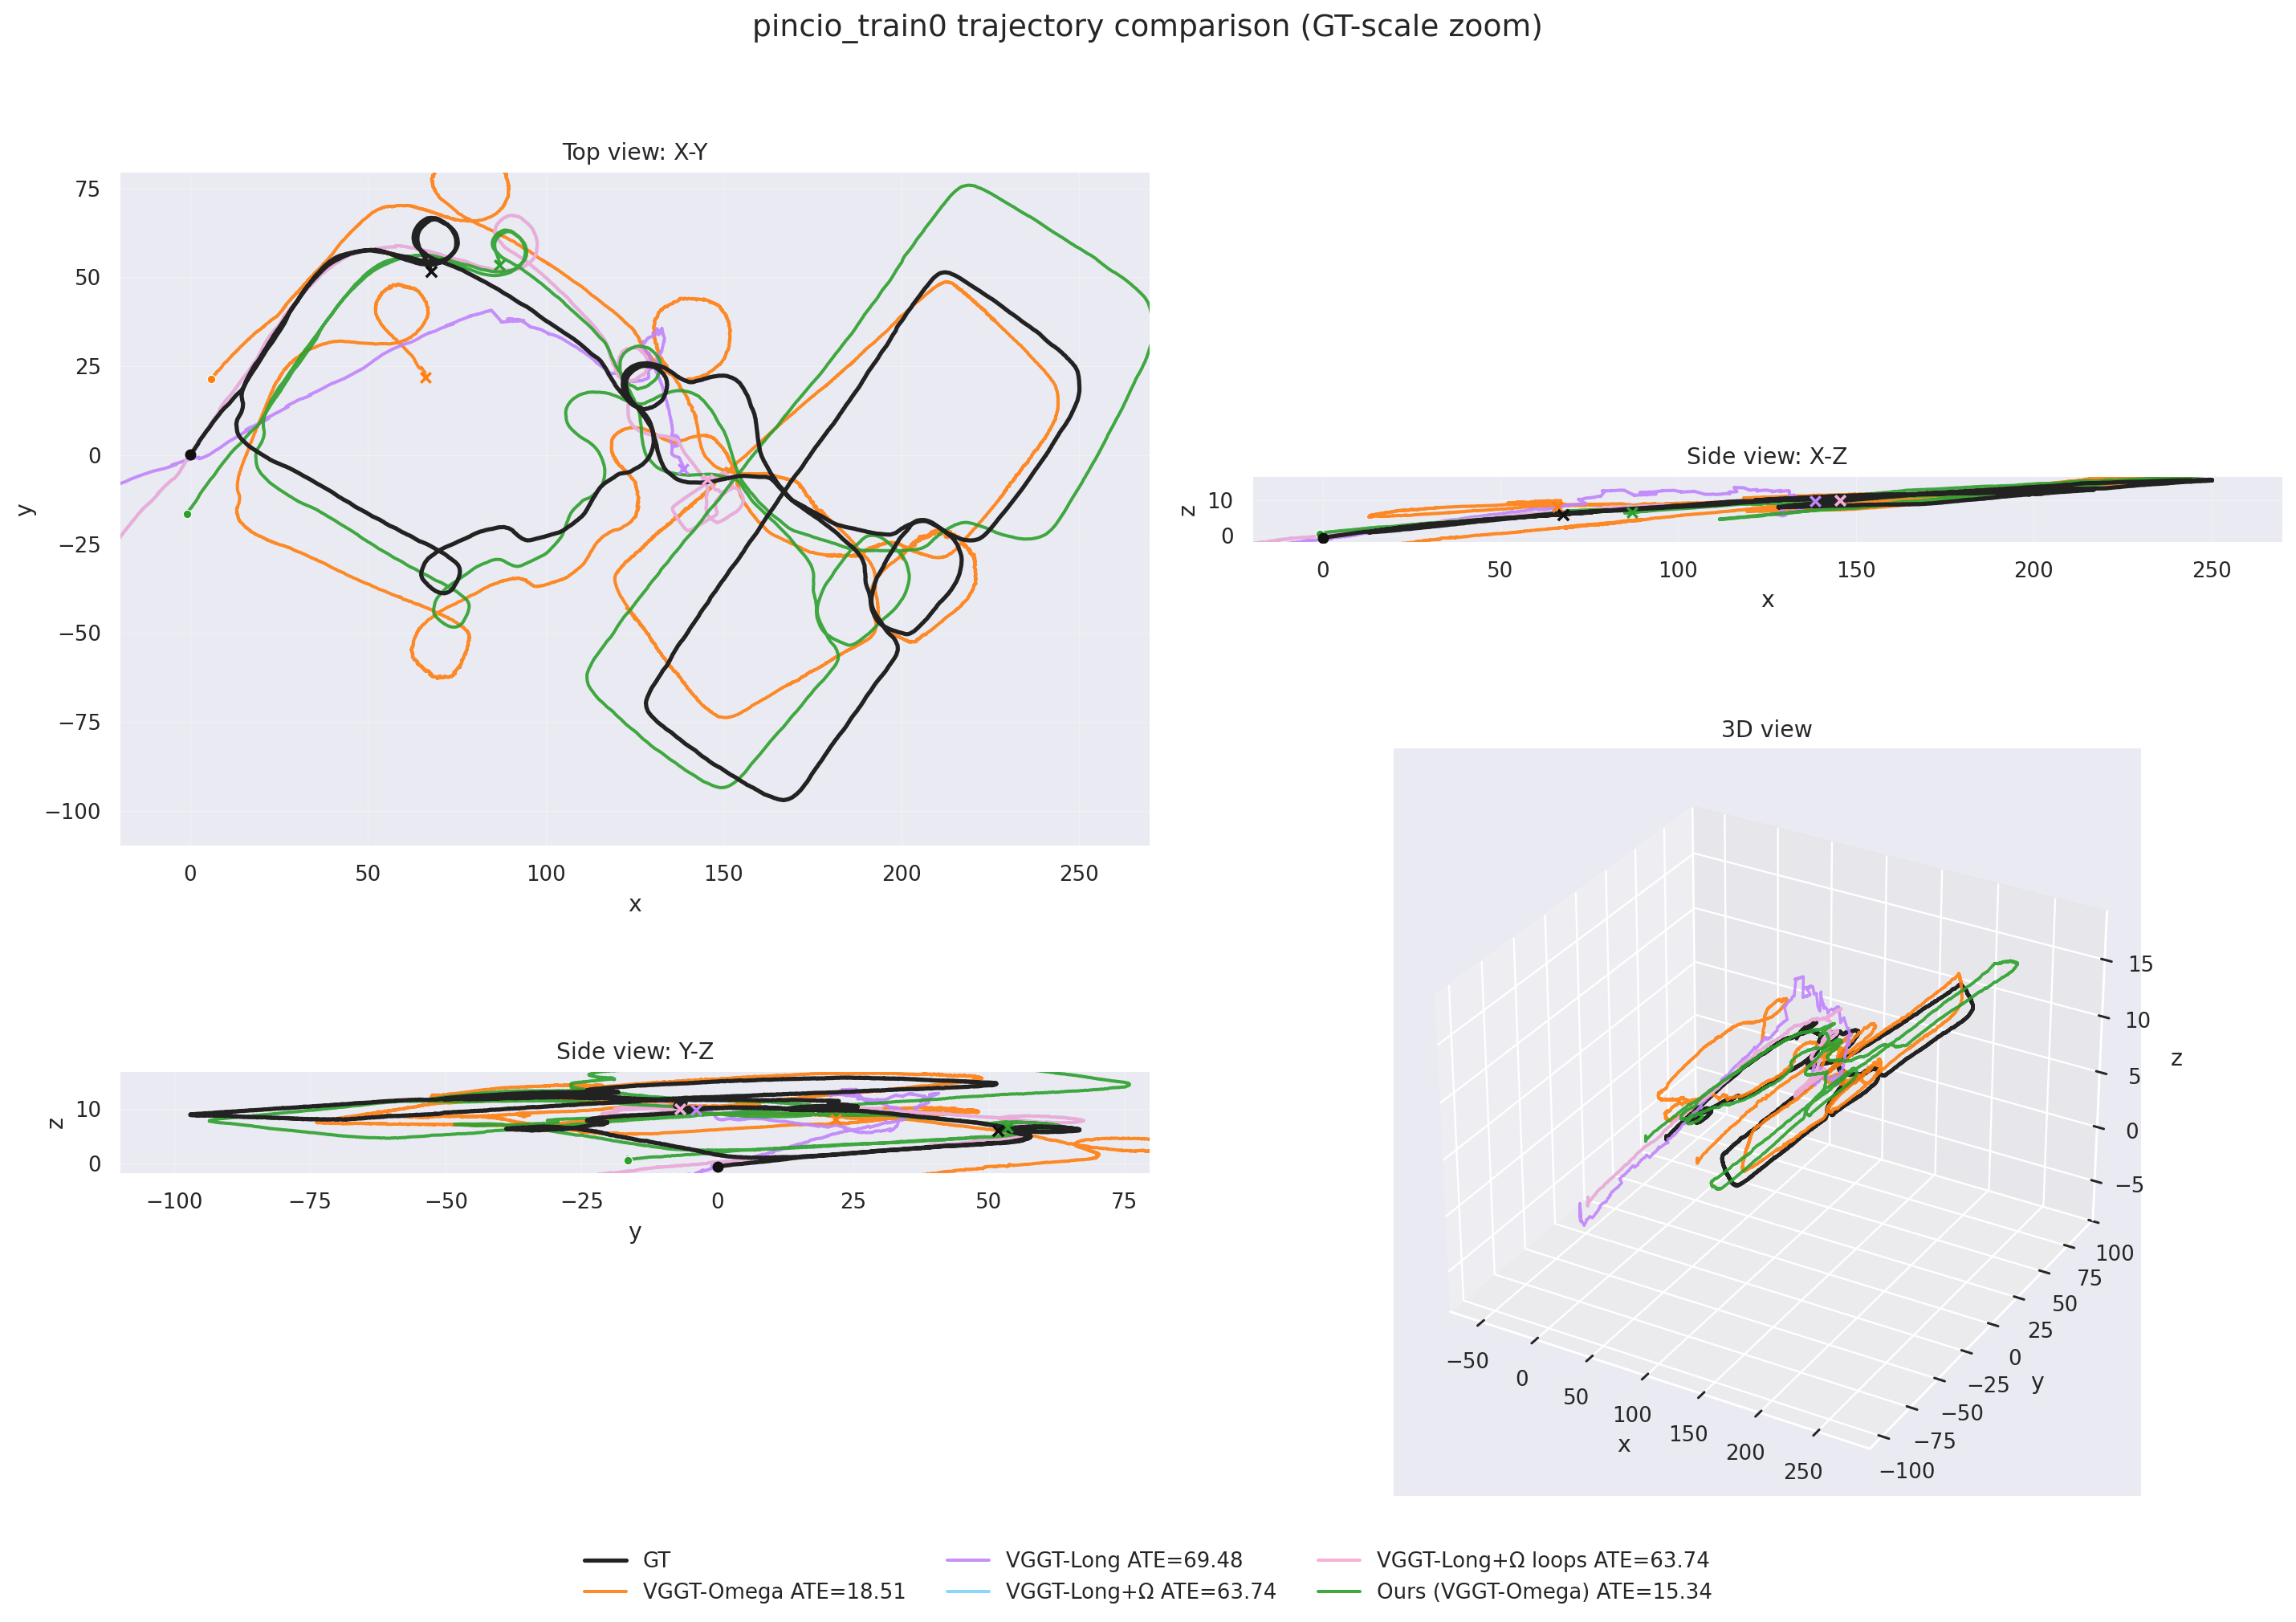 pincio_train0 trajectory comparison (GT-scale zoom)
Top view: X-Y
75
50
25
0
−25
−50
−75
−100
y
0 50 100 150 200 250
x
Side view: X-Z
10
0
z
0 50 100 150 200 250
x
3D view
15
10
5
0
−5
z
100
75
50
25
0
−25
−50
−75
−100
y
−50
0
50
100
150
200
250
x
Side view: Y-Z
10
0
z
−100 −75 −50 −25 0 25 50 75
y
GT
VGGT-Omega ATE=18.51
VGGT-Long ATE=69.48
VGGT-Long+Ω ATE=63.74
VGGT-Long+Ω loops ATE=63.74
Ours (VGGT-Omega) ATE=15.34